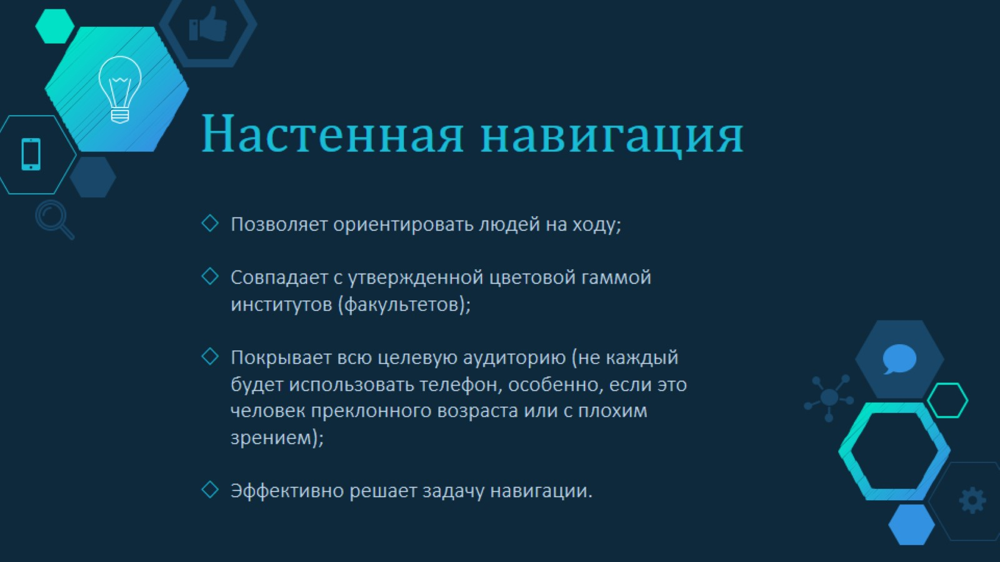 Настенная навигация
Позволяет ориентировать людей на ходу;
Совпадает с утвержденной цветовой гаммой
институтов (факультетов);
Покрывает всю целевую аудиторию (не каждый
будет использовать телефон, особенно, если это
человек преклонного возраста или с плохим
зрением);
Эффективно решает задачу навигации.